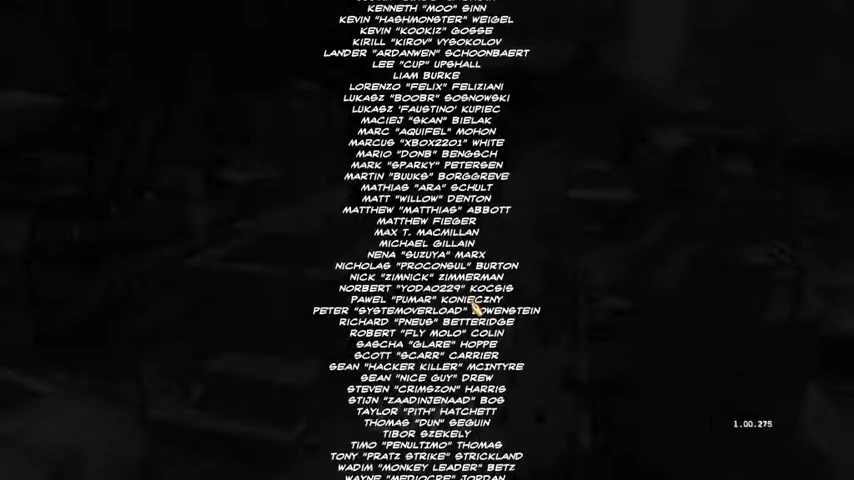 KENNETH "MOO" SINN
KEVIN "HASHMONSTER" WEIGEL
KEVIN "KOOKIZ" GOSSE
KIRILL "KIROV" VYSOKOLOV
LANDER "ARDANWEN" SCHOONBAERT
LEE "CUP" UPSHALL
LIAM BURKE
LORENZO "FELIX" FELIZIANI
LUKASZ "BOOBR" SOSNOWSKI
LUKASZ 'FAUSTINO' KUPIEC
MACIEJ "SKAN" BIELAK
MARC "AQUIFEL" MOHON
MARCUS "XBOX2201" WHITE
MARIO "DONB" BENGSCH
MARK "SPARKY" PETERSEN
MARTIN "BUUKS" BORGGREVE
MATHIAS "ARA" SCHULT
MATT "WILLOW" DENTON
MATTHEW "MATTHIAS" ABBOTT
MATTHEW FIEGER
MAX T. MACMILLAN
MICHAEL GILLAIN
NENA "SUZUYA" MARX
NICHOLAS "PROCONSUL" BURTON
NICK "ZIMNICK" ZIMMERMAN
NORBERT "YODA0229" KOCSIS
PAWEL "PUMAR" KONIECZNY
PETER "SYSTEMOVERLOAD" LOWENSTEIN
RICHARD "PNEUS" BETTERIDGE
ROBERT "FLY MOLO" COLIN
SASCHA "GLARE" HOPPE
SCOTT "SCARR" CARRIER
SEAN "HACKER KILLER" MCINTYRE
SEAN "NICE GUY" DREW
STEVEN "CRIMSZON" HARRIS
STIJN "ZAADINJENAAD" BOS
TAYLOR "PITH" HATCHETT
THOMAS "DUN" SEGUIN
TIBOR SZEKELY
TIMO "PENULTIMO" THOMAS
TONY "PRATZ STRIKE" STRICKLAND
WADIM "MONKEY LEADER" BETZ
WAYNE "MEDIOCRE" JORDAN
1.00.275